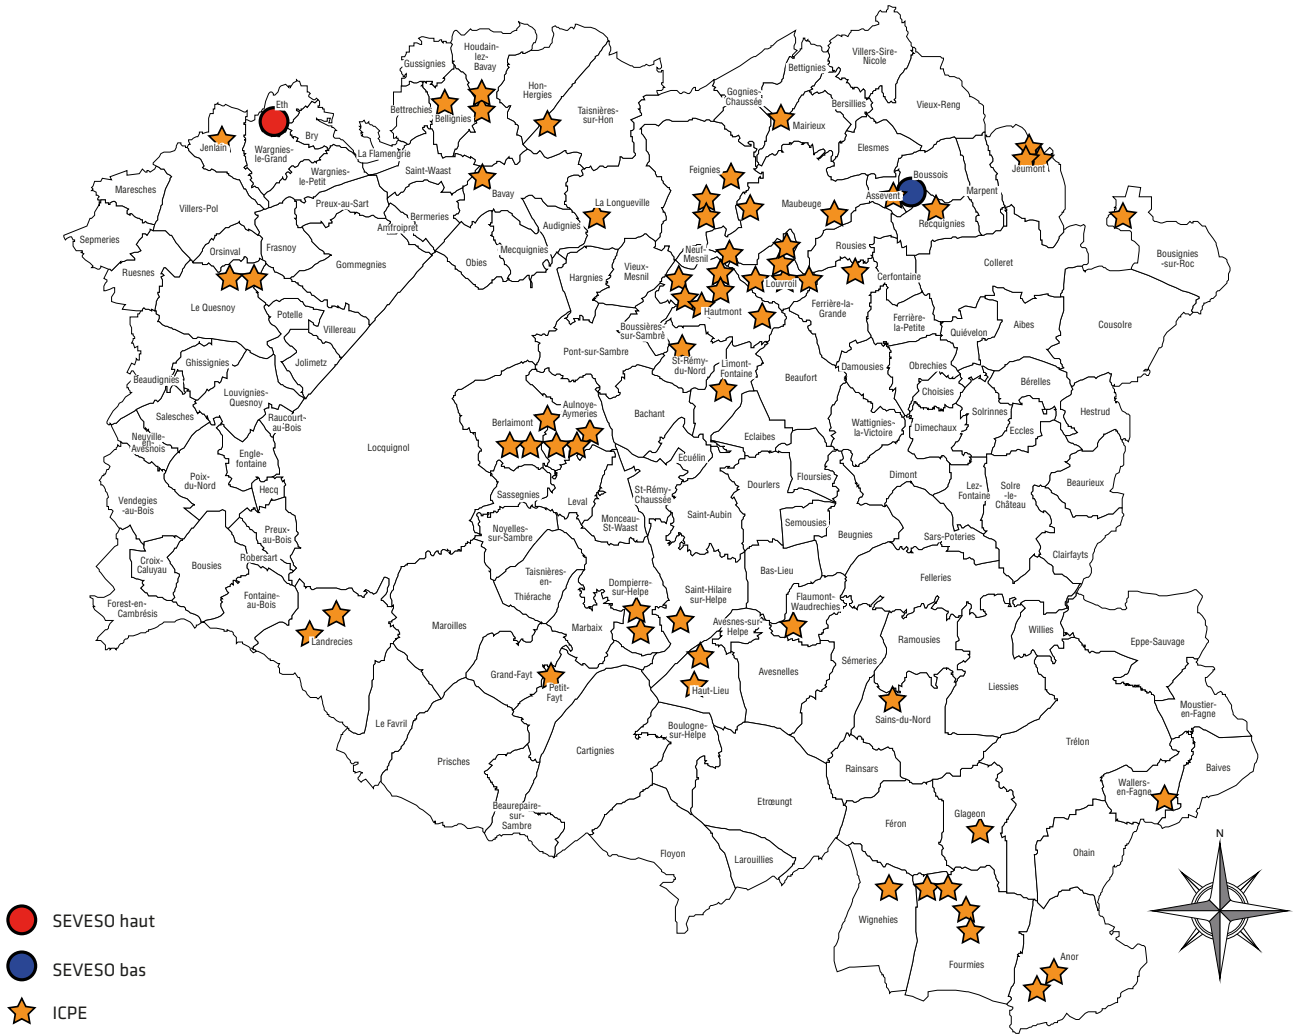 Houdain-
lez-
Bavay
Gussignies
Hon-
Hergies
Bettrechies
Bellignies
Taisnières-
sur-Hon
Villers-Sire-
Nicole
Bettignies
Gognies-
Chaussée
Bersillies
Mairieux
Vieux-Reng
Elesmes
Eth
Bry
Jenlain
Wargnies-
le-Grand
La Flamengrie
Wargnies-
le-Petit
Saint-Waast
Bavay
Feignies
Maubeuge
Boussois
Assevent
Recquignies
Marpent
Jeumont
Maresches
Villers-Pol
Preux-au-Sart
Bermeries
Amfroipret
La Longueville
Audignies
Mecquignies
Obies
Sepmeries
Ruesnes
Orsinval
Frasnoy
Gommegnies
Hargnies
Vieux-
Mesnil
Neuf-
Mesnil
Louvroil
Rousies
Cerfontaine
Colleret
Bousignies
-sur-Roc
Le Quesnoy
Potelle
Villereau
Jolimetz
Hautmont
Ferrière-la-
Grande
Ferrière-
la-Petite
Quiévelon
Aibes
Cousolre
Boussières-
sur-Sambre
Pont-sur-Sambre
St-Rémy-
du-Nord
Limont-
Fontaine
Beaufort
Damousies
Obrechies
Choisies
Bérelles
Ghissignies
Beaudignies
Louvignies-
Quesnoy
Salesches
Raucourt-
au-Bois
Neuville-
en-
Avesnois
Engle-
fontaine
Poix-
du-Nord
Hecq
Vendegies
-au-Bois
Preux-
au-Bois
Locquignol
Berlaimont
Aulnoye-
Aymeries
Bachant
Eclaibes
Ecuélin
Wattignies-
la-Victoire
Dimechaux
Solrinnes
Eccles
Hestrud
Sassegnies
Leval
St-Rémy-
Chaussée
Monceau-
St-Waast
Saint-Aubin
Dourlers
Floursies
Semousies
Dimont
Lez-
Fontaine
Solre
-le-
Château
Beaurieux
Beugnies
Sars-Poteries
Clairfayts
Croix-
Caluyau
Bousies
Robersart
Fontaine-
au-Bois
Forest-en-
Cambrésis
Landrecies
Noyelles-
sur-Sambre
Taisnières-
en-
Thiérache
Maroilles
Marbaix
Dompierre-
sur-Helpe
Saint-Hilaire
sur-Helpe
Bas-Lieu
Flaumont-
Waudrechies
Avesnes-sur-
Helpe
Felleries
Ramousies
Willies
Eppe-Sauvage
Grand-Fayt
Petit-
Fayt
Haut-Lieu
Avesnelles
Sémeries
Liessies
Sains-du-Nord
Moustier-
en-Fagne
Le Favril
Prisches
Cartignies
Boulogne-
sur-Helpe
Trélon
Rainsars
Wallers-
en-Fagne
Baives
Beaurepaire-
sur-
Sambre
Etrœungt
Féron
Glageon
Ohain
Floyon
Larouillies
Wignehies
Fourmies
Anor
N
SEVESO haut
SEVESO bas
ICPE